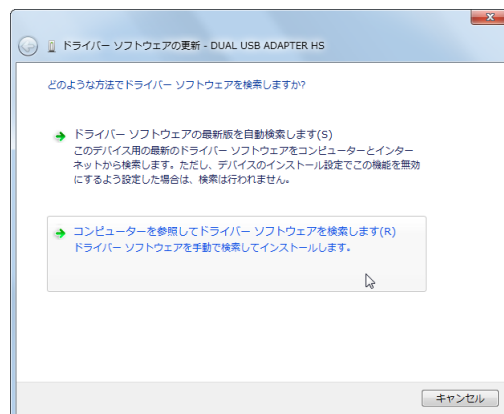 ドライバー ソフトウェアの更新 - DUAL USB ADAPTER HS
どのような方法でドライバー ソフトウェアを検索しますか?
ドライバー ソフトウェアの最新版を自動検索します(S)
このデバイス用の最新のドライバー ソフトウェアをコンピューターとインター
ネットから検索します。ただし、デバイスのインストール設定でこの機能を無効
にするよう設定した場合は、検索は行われません。
コンピューターを参照してドライバー ソフトウェアを検索します(R)
ドライバー ソフトウェアを手動で検索してインストールします。
キャンセル